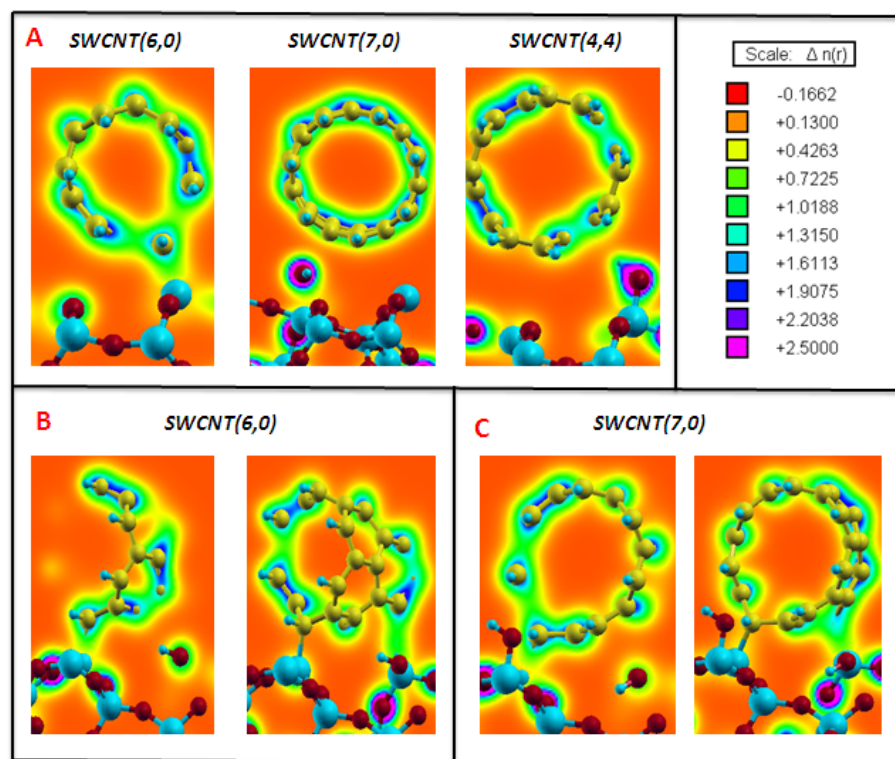 A
SWCNT(6,0)
SWCNT(7,0)
SWCNT(4,4)
Scale: Δ n(r)
-0.1662
+0.1300
+0.4263
+0.7225
+1.0188
+1.3150
+1.6113
+1.9075
+2.2038
+2.5000
B
SWCNT(6,0)
C
SWCNT(7,0)